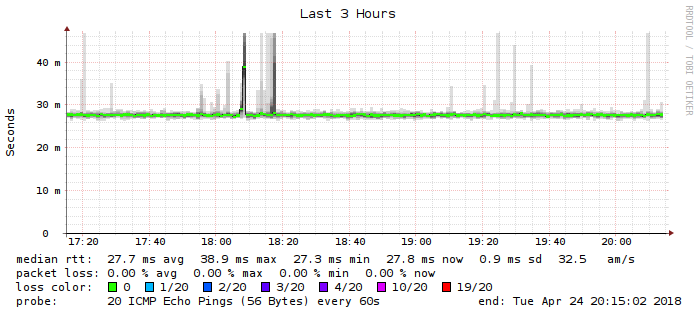 Last 3 Hours
RRDTOOL / TOBI OETIKER
Seconds
40 m
30 m
20 m
10 m
0
17:20 17:40 18:00 18:20 18:40 19:00 19:20 19:40 20:00
median rtt: 27.7 ms avg 38.9 ms max 27.3 ms min 27.8 ms now 0.9 ms sd 32.5 am/s
packet loss: 0.00 % avg 0.00 % max 0.00 % min 0.00 % now
loss color: 0 1/20 2/20 3/20 4/20 10/20 19/20
probe: 20 ICMP Echo Pings (56 Bytes) every 60s end: Tue Apr 24 20:15:02 2018